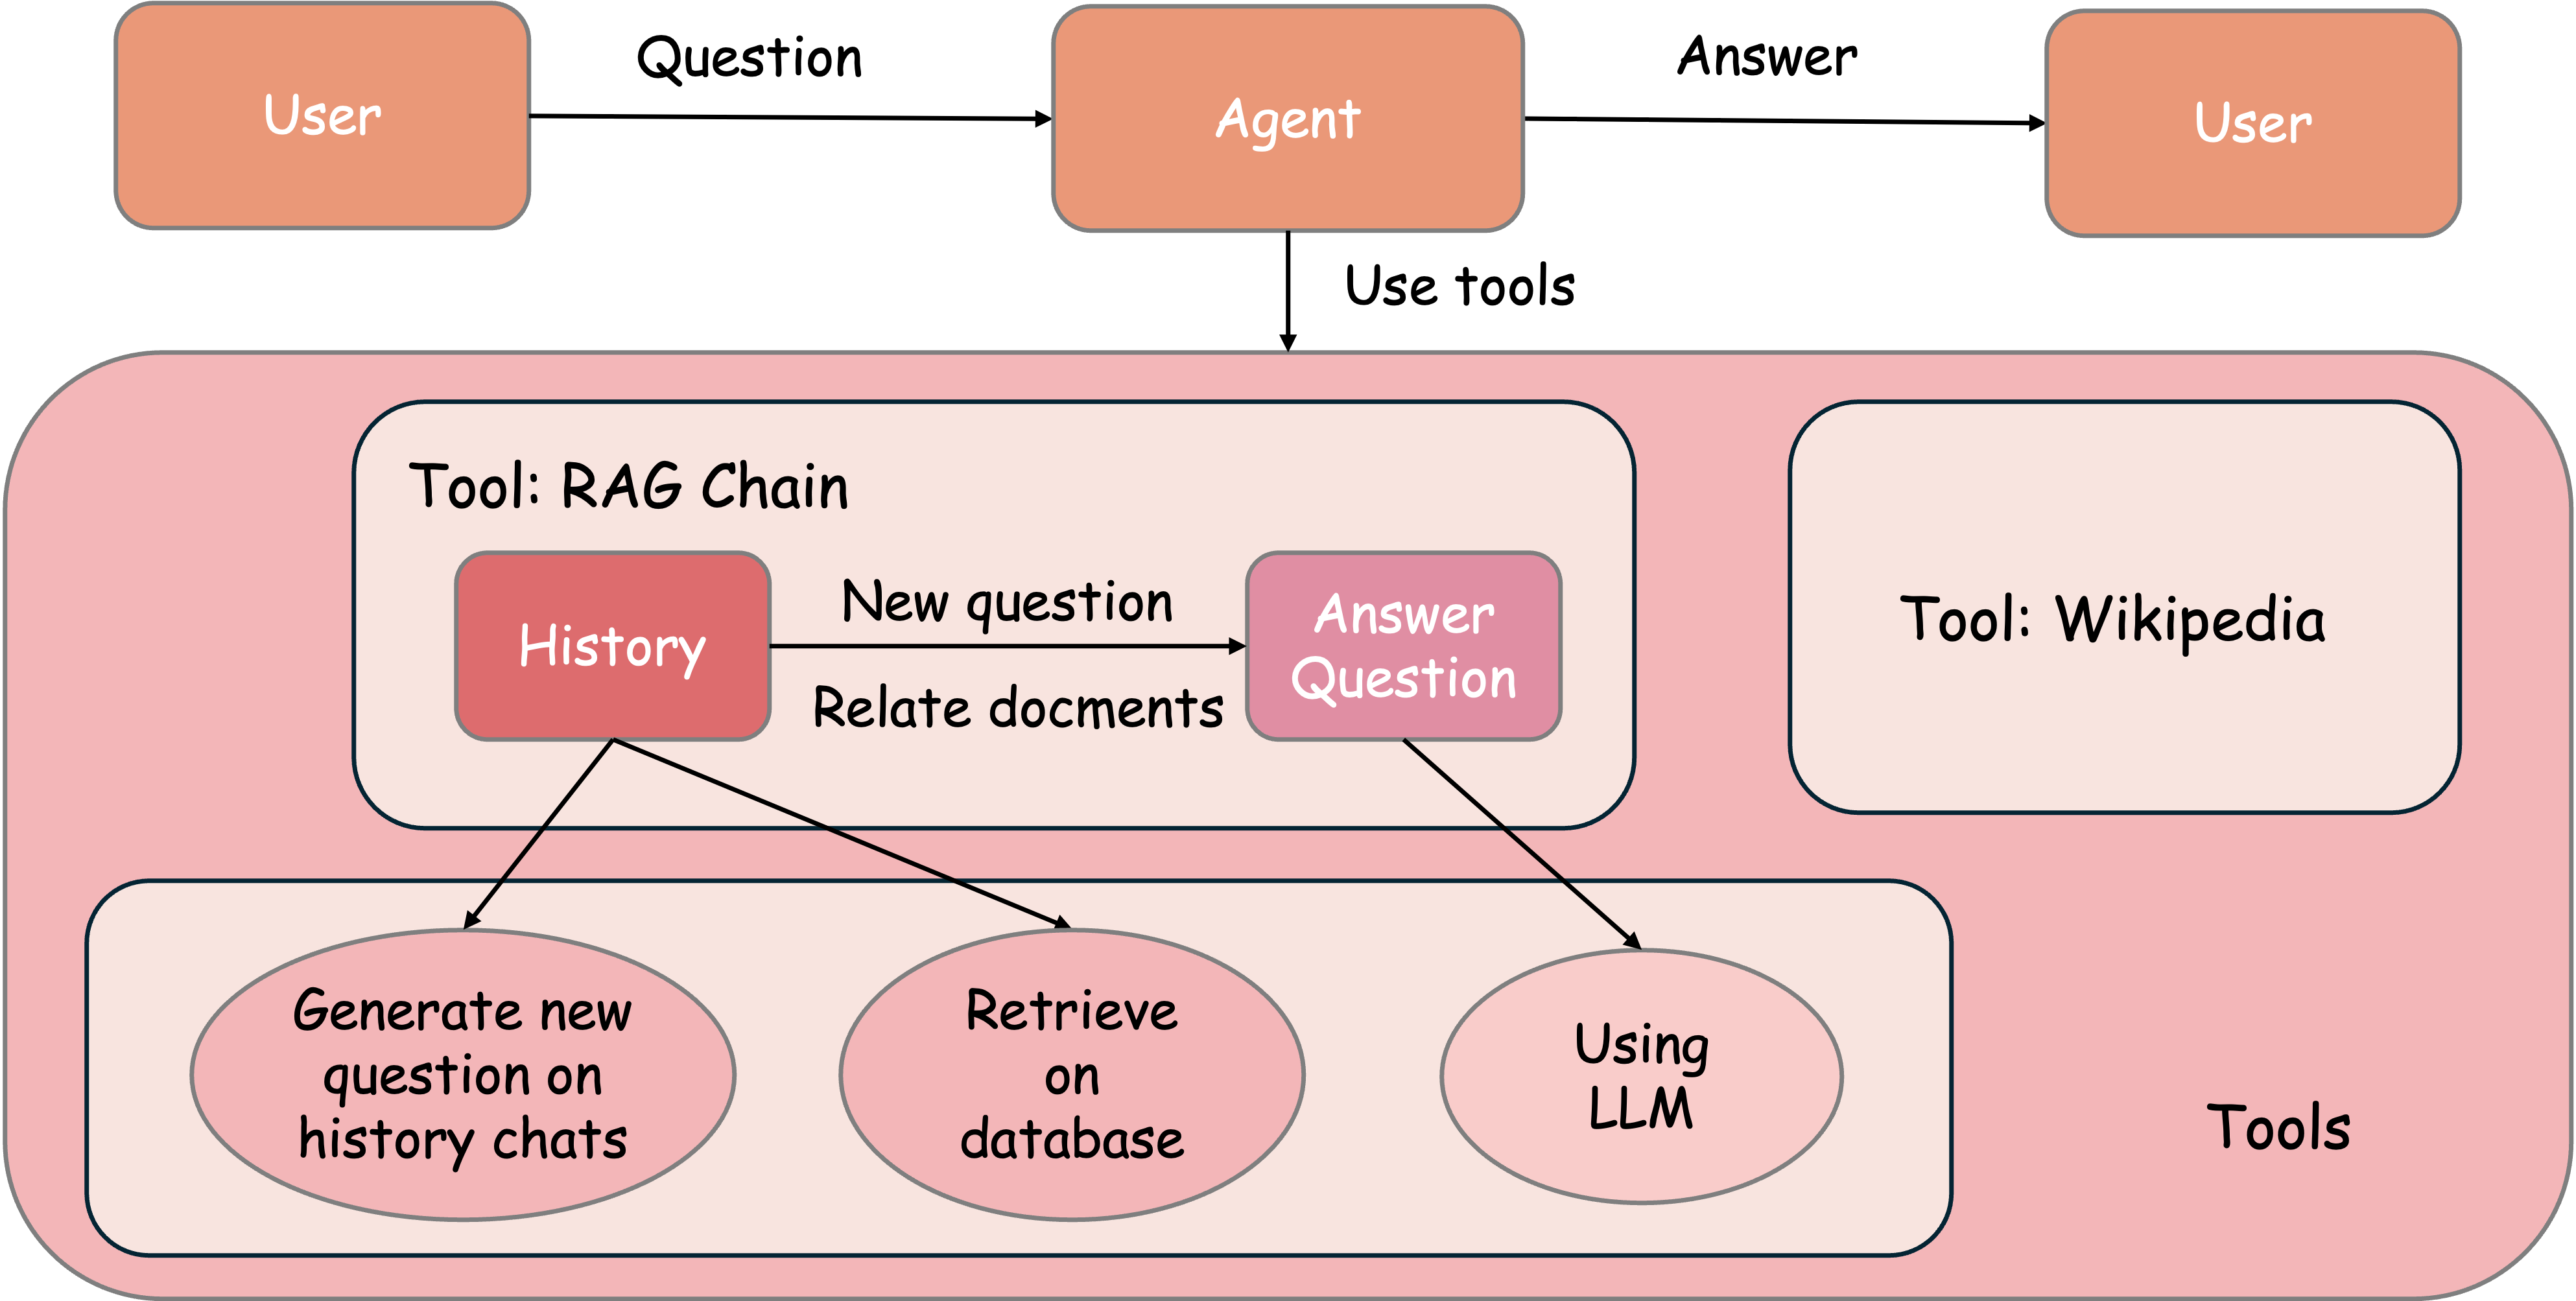 User
Question
Agent
Answer
User
Use tools
Tool: RAG Chain
History
New question
Relate docments
Answer
Question
Tool: Wikipedia
Generate new
question on
history chats
Retrieve
on
database
Using
LLM
Tools